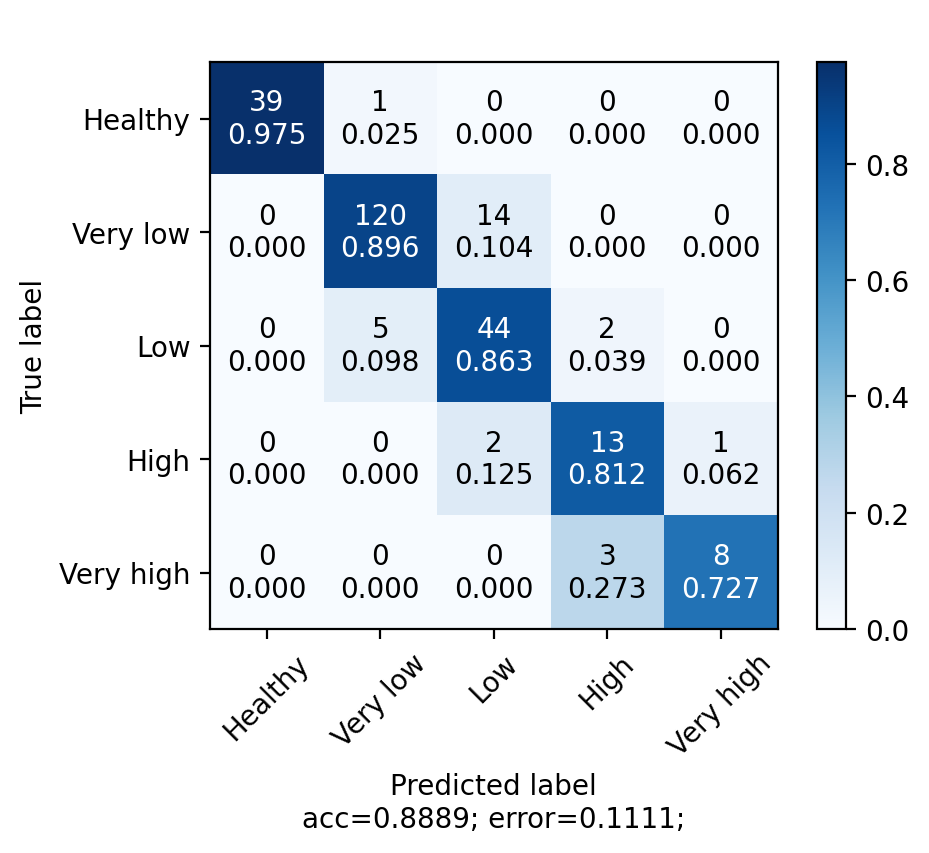 Healthy 39 1 0 0 0
0.975 0.025 0.000 0.000 0.000
Very low 0 120 14 0 0
0.000 0.896 0.104 0.000 0.000
Low 0 5 44 2 0
0.000 0.098 0.863 0.039 0.000
High 0 0 2 13 1
0.000 0.000 0.125 0.812 0.062
Very high 0 0 0 3 8
0.000 0.000 0.000 0.273 0.727
True label
Healthy Very low Low High Very high
Predicted label
acc=0.8889; error=0.1111;
0.8
0.6
0.4
0.2
0.0